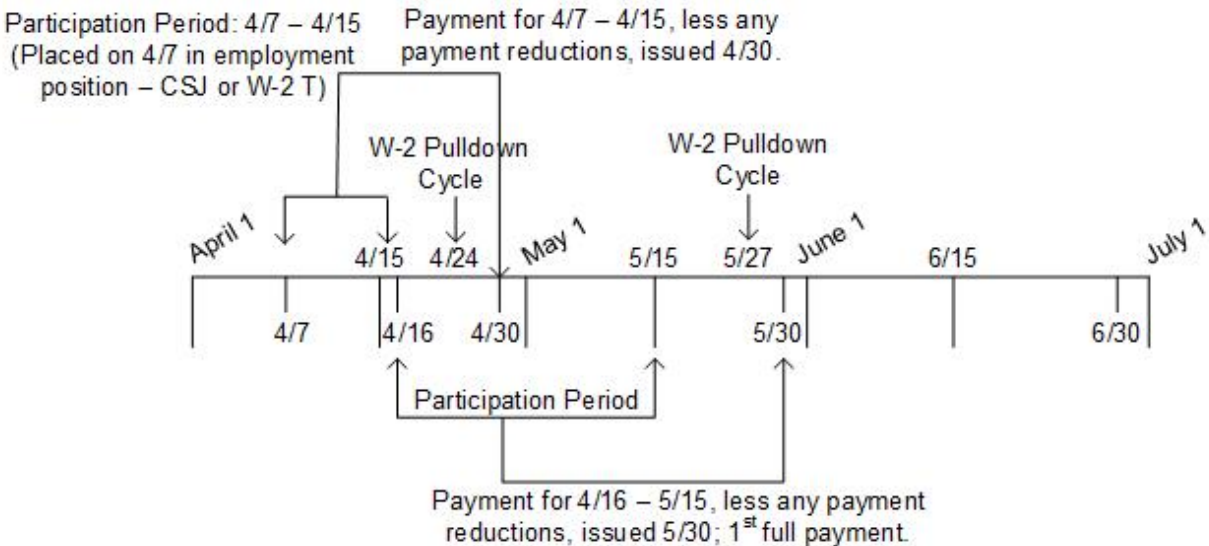 Participation Period: 4/7 – 4/15
(Placed on 4/7 in employment
position – CSJ or W-2 T)
Payment for 4/7 – 4/15, less any
payment reductions, issued 4/30.
W-2 Pulldown
Cycle
W-2 Pulldown
Cycle
April 1
4/15
4/24
May 1
5/15
5/27
June 1
6/15
July 1
4/7
4/16
4/30
5/30
6/30
Participation Period
Payment for 4/16 – 5/15, less any payment
reductions, issued 5/30; 1st full payment.